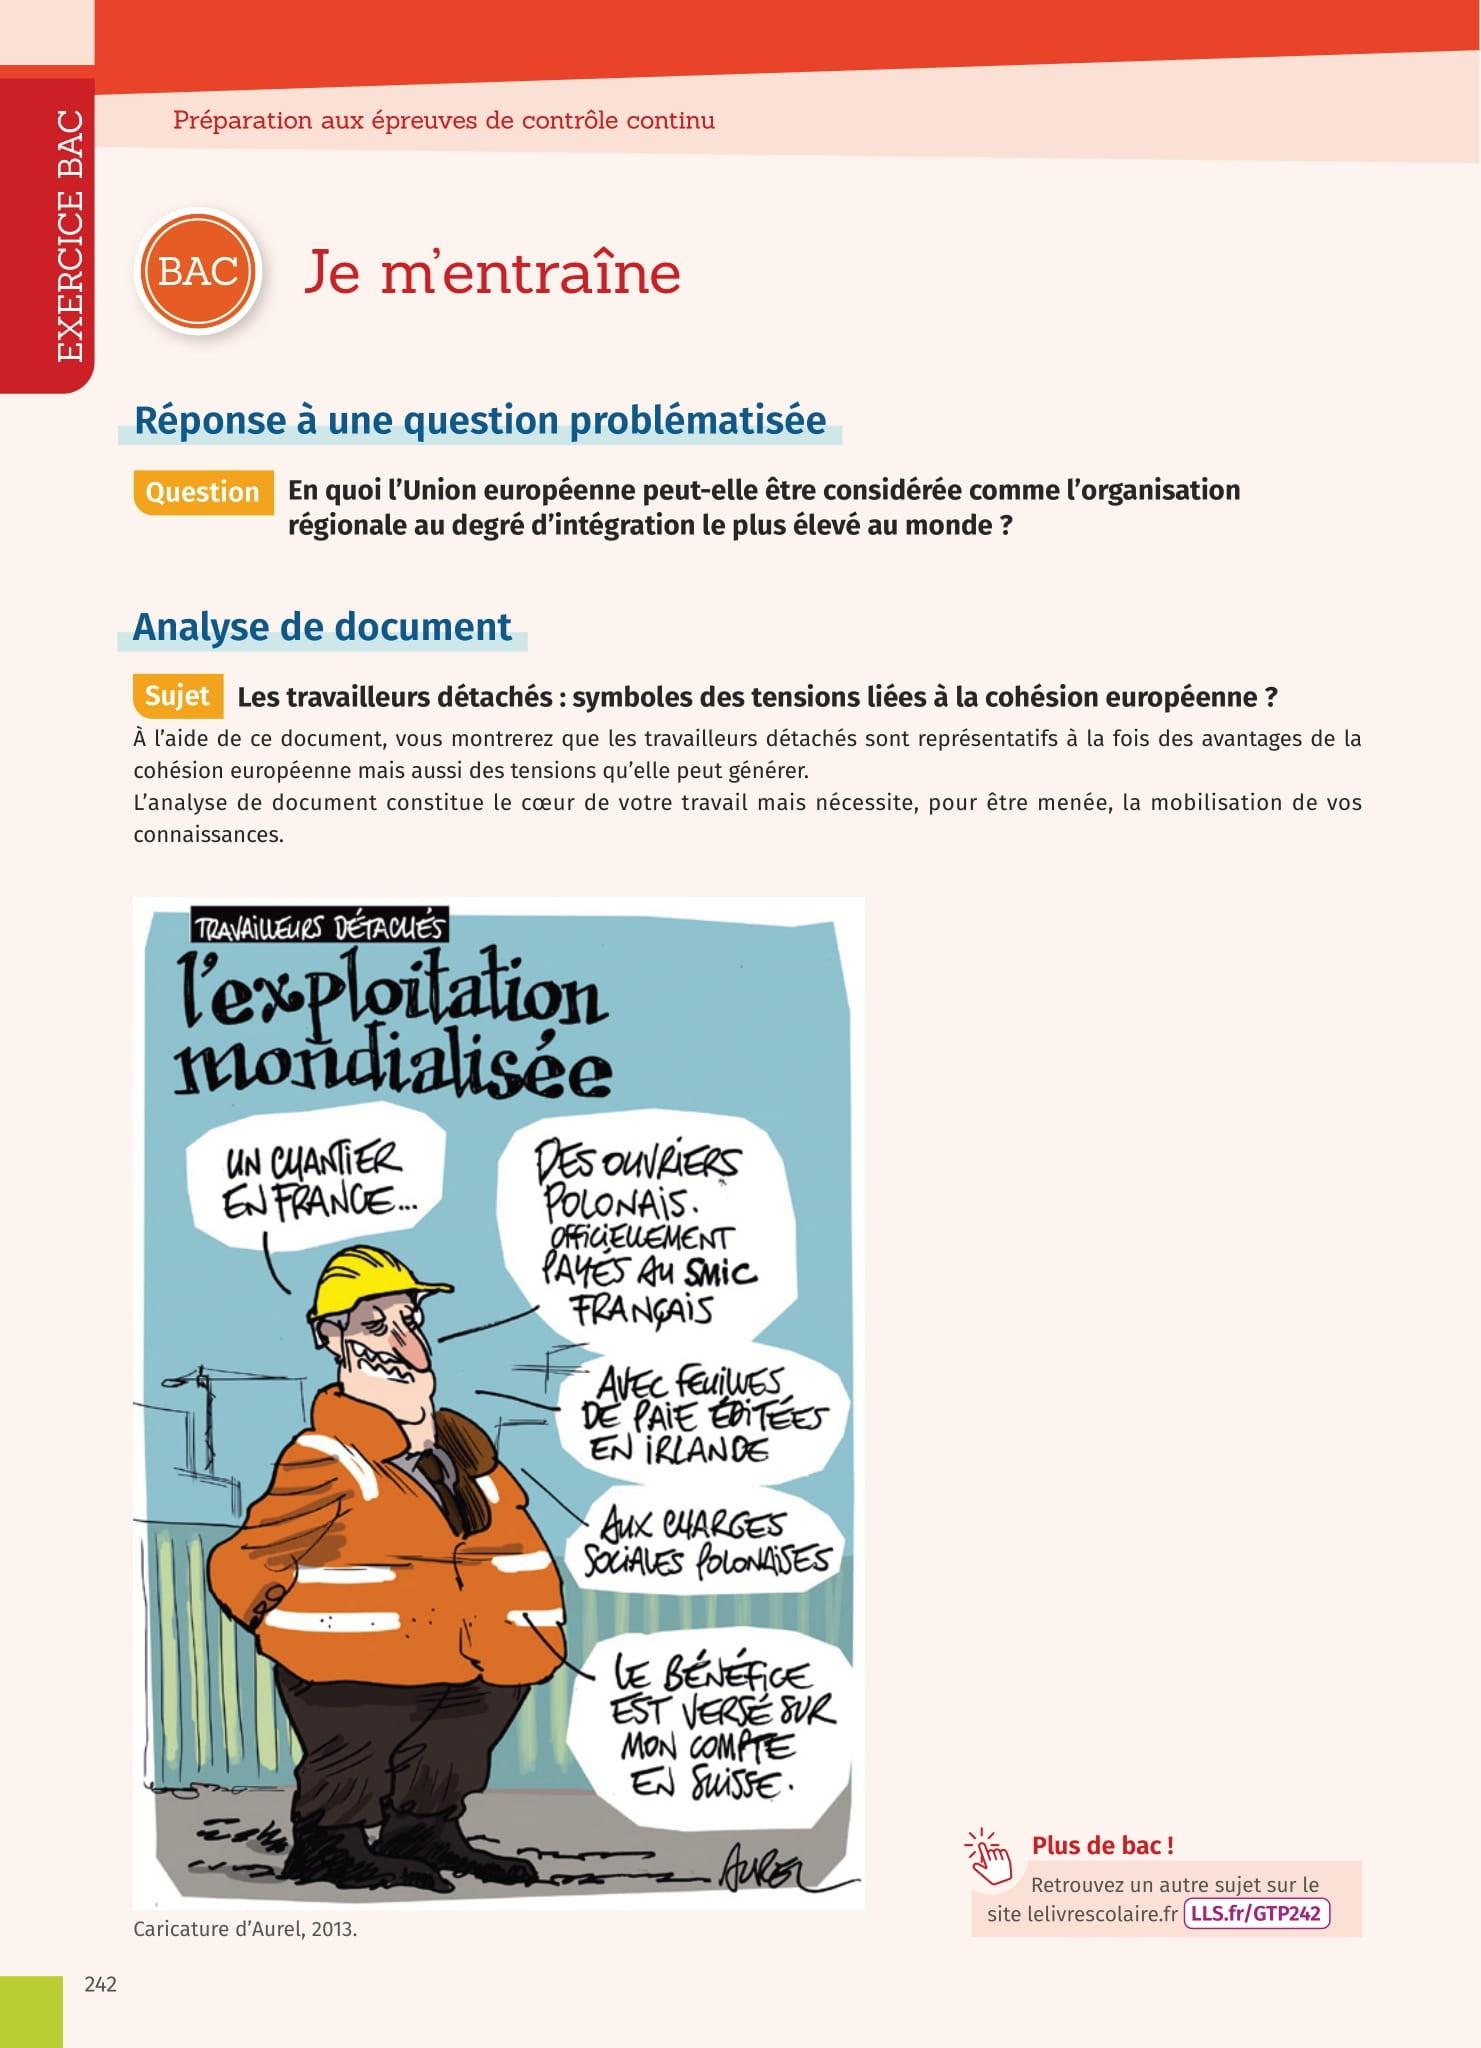 Préparation aux épreuves de contrôle continu
EXERCICE BAC
BAC
Je m'entraîne
Réponse à une question problématisée
Question
En quoi l'Union européenne peut-elle être considérée comme l'organisation
régionale au degré d'intégration le plus élevé au monde ?
Analyse de document
Sujet
Les travailleurs détachés : symboles des tensions liées à la cohésion européenne ?
À l'aide de ce document, vous montrerez que les travailleurs détachés sont représentatifs à la fois des avantages de la
cohésion européenne mais aussi des tensions qu'elle peut générer.
L'analyse de document constitue le cœur de votre travail mais nécessite, pour être menée, la mobilisation de vos
connaissances.
TRAVAILLEURS DÉTACHÉS
l'exploitation
mondialisée
UN CHANTIER
EN FRANCE...
DES OUVRIERS
POLONAIS.
OFFICIELLEMENT
PAYÉS AU SMIC
FRANÇAIS
AVEC FEUILLES
DE PAIE ÉDITÉES
EN IRLANDE
AUX CHARGES
SOCIALES POLONAISES
LE BÉNÉFICE
EST VERSÉ SUR
MON COMPTE
EN SUISSE.
AUREL
Caricature d'Aurel, 2013.
Plus de bac !
Retrouvez un autre sujet sur le
site lelivrescolaire.fr LLS.fr/GTP242
242